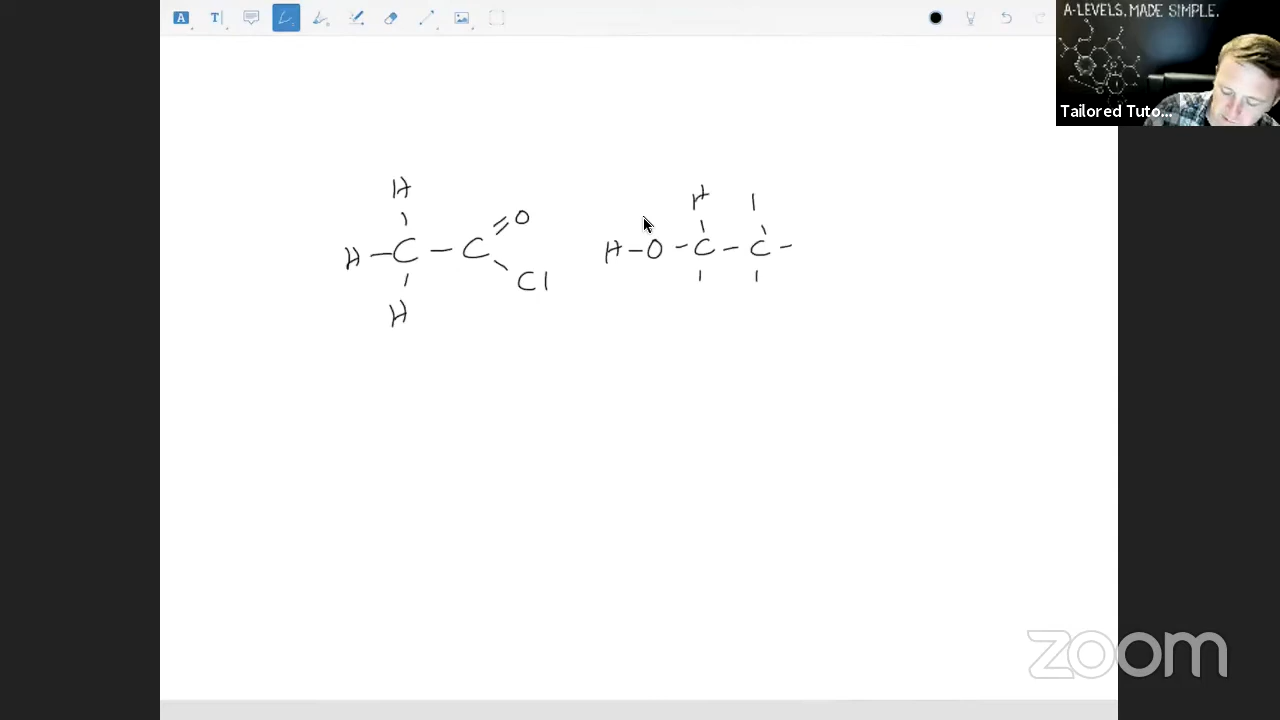 A
T
A-LEVELS. MADE SIMPLE.
Tailored Tuto...
H
H
H – C – C = O
Cl
H
H – O – C – C –
zoom